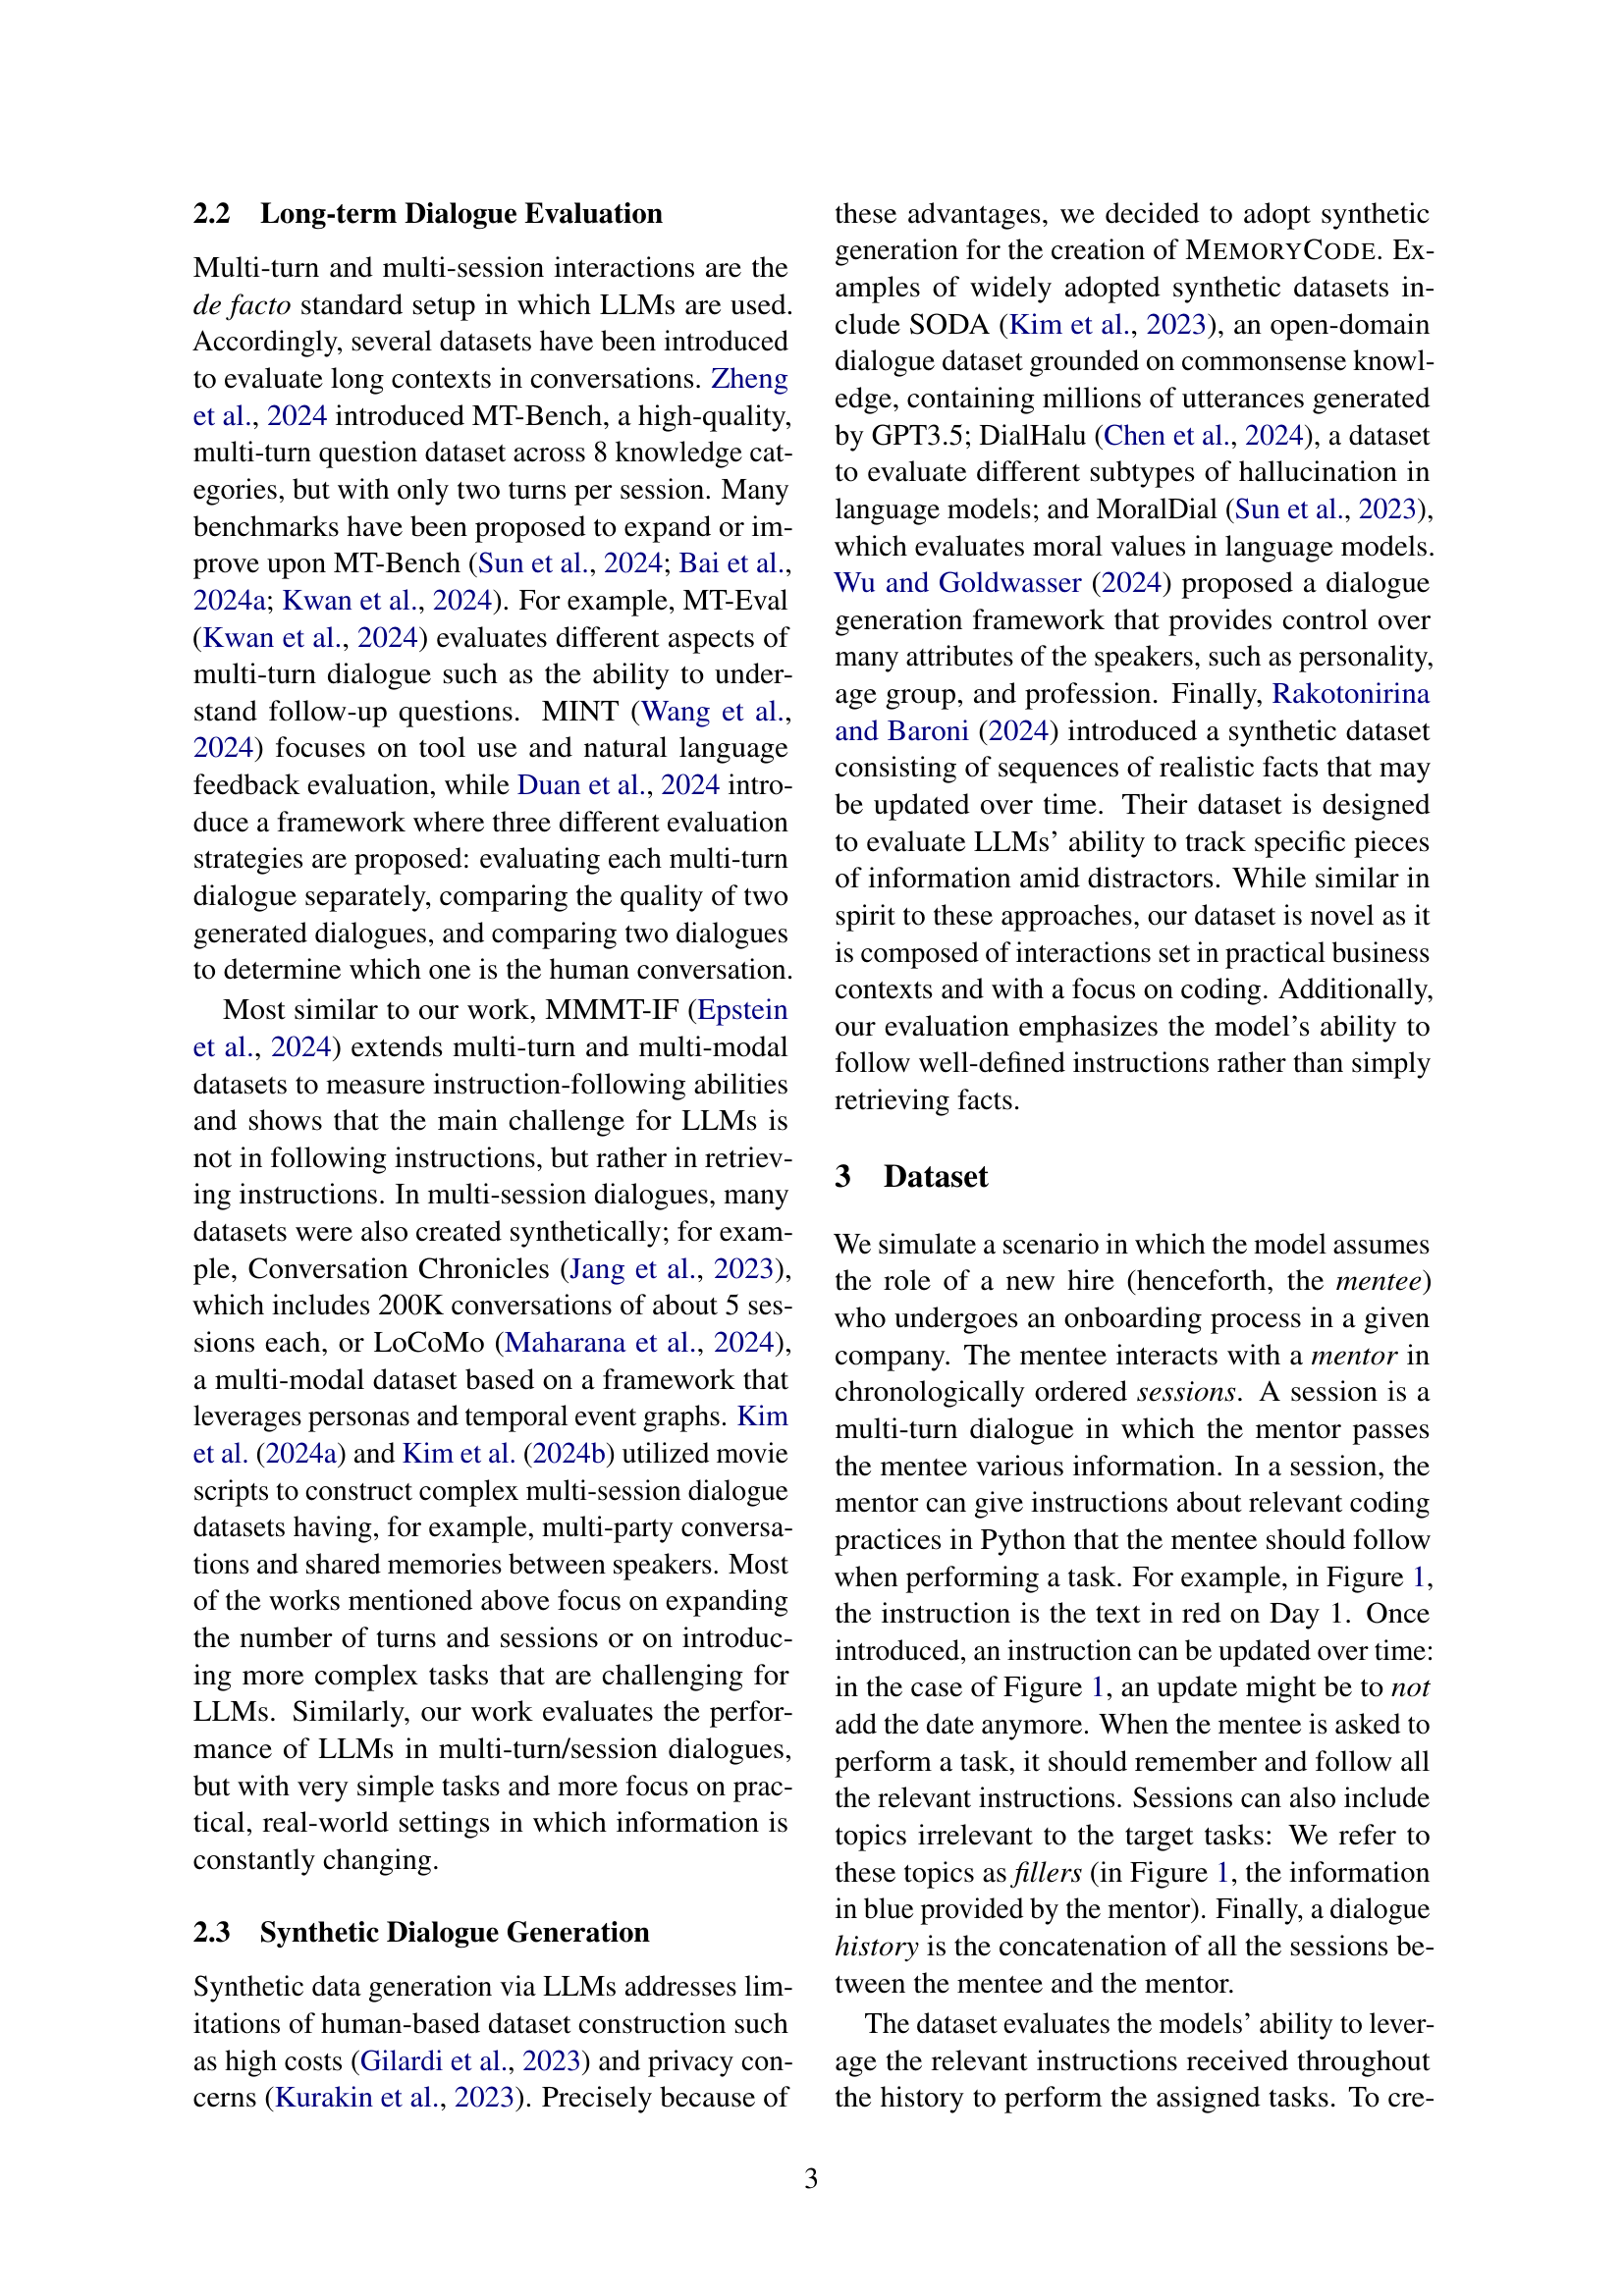 2.2 Long-term Dialogue Evaluation
Multi-turn and multi-session interactions are the
de facto standard setup in which LLMs are used.
Accordingly, several datasets have been introduced
to evaluate long contexts in conversations. Zheng
et al., 2024 introduced MT-Bench, a high-quality,
multi-turn question dataset across 8 knowledge cat-
egories, but with only two turns per session. Many
benchmarks have been proposed to expand or im-
prove upon MT-Bench (Sun et al., 2024; Bai et al.,
2024a; Kwan et al., 2024). For example, MT-Eval
(Kwan et al., 2024) evaluates different aspects of
multi-turn dialogue such as the ability to under-
stand follow-up questions. MINT (Wang et al.,
2024) focuses on tool use and natural language
feedback evaluation, while Duan et al., 2024 intro-
duce a framework where three different evaluation
strategies are proposed: evaluating each multi-turn
dialogue separately, comparing the quality of two
generated dialogues, and comparing two dialogues
to determine which one is the human conversation.
Most similar to our work, MMMT-IF (Epstein
et al., 2024) extends multi-turn and multi-modal
datasets to measure instruction-following abilities
and shows that the main challenge for LLMs is
not in following instructions, but rather in retriev-
ing instructions. In multi-session dialogues, many
datasets were also created synthetically; for exam-
ple, Conversation Chronicles (Jang et al., 2023),
which includes 200K conversations of about 5 ses-
sions each, or LoCoMo (Maharana et al., 2024),
a multi-modal dataset based on a framework that
leverages personas and temporal event graphs. Kim
et al. (2024a) and Kim et al. (2024b) utilized movie
scripts to construct complex multi-session dialogue
datasets having, for example, multi-party conversa-
tions and shared memories between speakers. Most
of the works mentioned above focus on expanding
the number of turns and sessions or on introduc-
ing more complex tasks that are challenging for
LLMs. Similarly, our work evaluates the perfor-
mance of LLMs in multi-turn/session dialogues,
but with very simple tasks and more focus on prac-
tical, real-world settings in which information is
constantly changing.
2.3 Synthetic Dialogue Generation
Synthetic data generation via LLMs addresses lim-
itations of human-based dataset construction such
as high costs (Gilardi et al., 2023) and privacy con-
cerns (Kurakin et al., 2023). Precisely because of
these advantages, we decided to adopt synthetic
generation for the creation of MEMORYCODE. Ex-
amples of widely adopted synthetic datasets in-
clude SODA (Kim et al., 2023), an open-domain
dialogue dataset grounded on commonsense knowl-
edge, containing millions of utterances generated
by GPT3.5; DialHalu (Chen et al., 2024), a dataset
to evaluate different subtypes of hallucination in
language models; and MoralDial (Sun et al., 2023),
which evaluates moral values in language models.
Wu and Goldwasser (2024) proposed a dialogue
generation framework that provides control over
many attributes of the speakers, such as personality,
age group, and profession. Finally, Rakotonirina
and Baroni (2024) introduced a synthetic dataset
consisting of sequences of realistic facts that may
be updated over time. Their dataset is designed
to evaluate LLMs’ ability to track specific pieces
of information amid distractors. While similar in
spirit to these approaches, our dataset is novel as it
is composed of interactions set in practical business
contexts and with a focus on coding. Additionally,
our evaluation emphasizes the model’s ability to
follow well-defined instructions rather than simply
retrieving facts.
3 Dataset
We simulate a scenario in which the model assumes
the role of a new hire (henceforth, the mentee)
who undergoes an onboarding process in a given
company. The mentee interacts with a mentor in
chronologically ordered sessions. A session is a
multi-turn dialogue in which the mentor passes
the mentee various information. In a session, the
mentor can give instructions about relevant coding
practices in Python that the mentee should follow
when performing a task. For example, in Figure 1,
the instruction is the text in red on Day 1. Once
introduced, an instruction can be updated over time:
in the case of Figure 1, an update might be to not
add the date anymore. When the mentee is asked to
perform a task, it should remember and follow all
the relevant instructions. Sessions can also include
topics irrelevant to the target tasks: We refer to
these topics as fillers (in Figure 1, the information
in blue provided by the mentor). Finally, a dialogue
history is the concatenation of all the sessions be-
tween the mentee and the mentor.
The dataset evaluates the models’ ability to lever-
age the relevant instructions received throughout
the history to perform the assigned tasks. To cre-
3